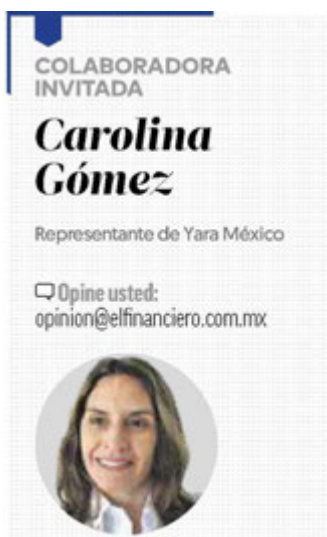 COLABORADORA
INVITADA
Carolina
Gómez
Representante de Yara México
Opine usted:
opinion@elfinanciero.com.mx